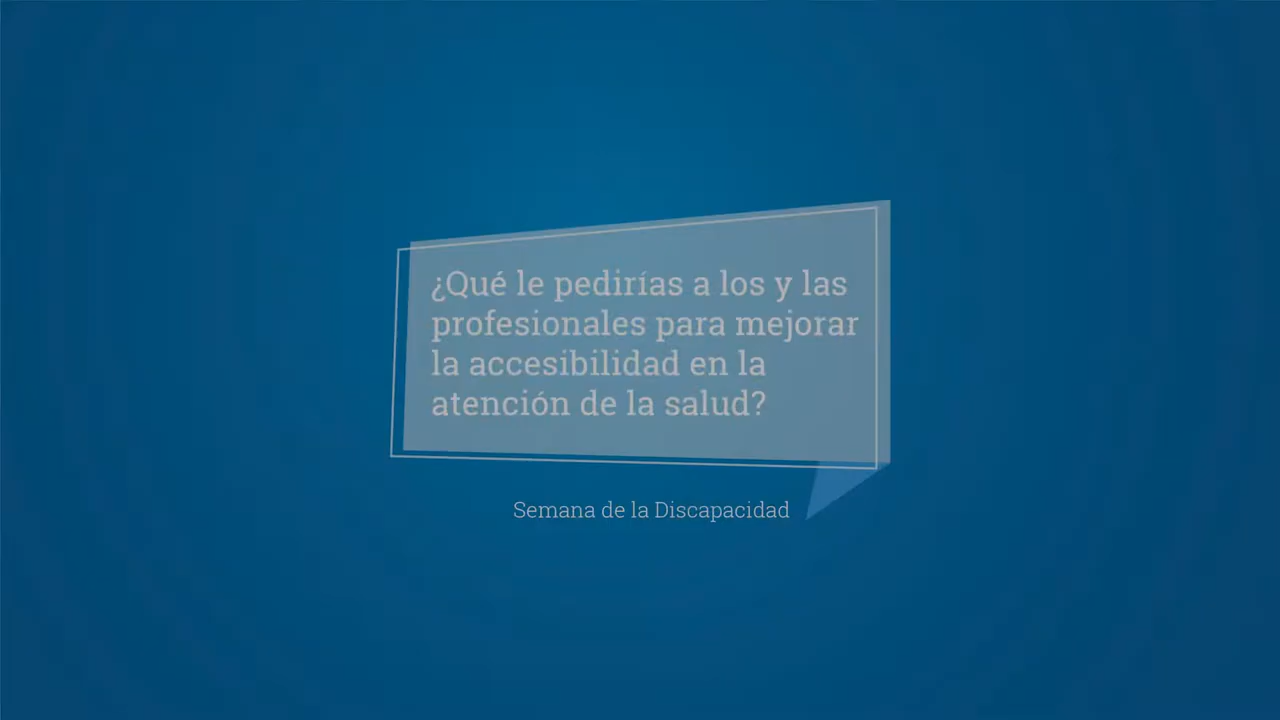 ¿Qué le pedirías a los y las
profesionales para mejorar
la accesibilidad en la
atención de la salud?
Semana de la Discapacidad